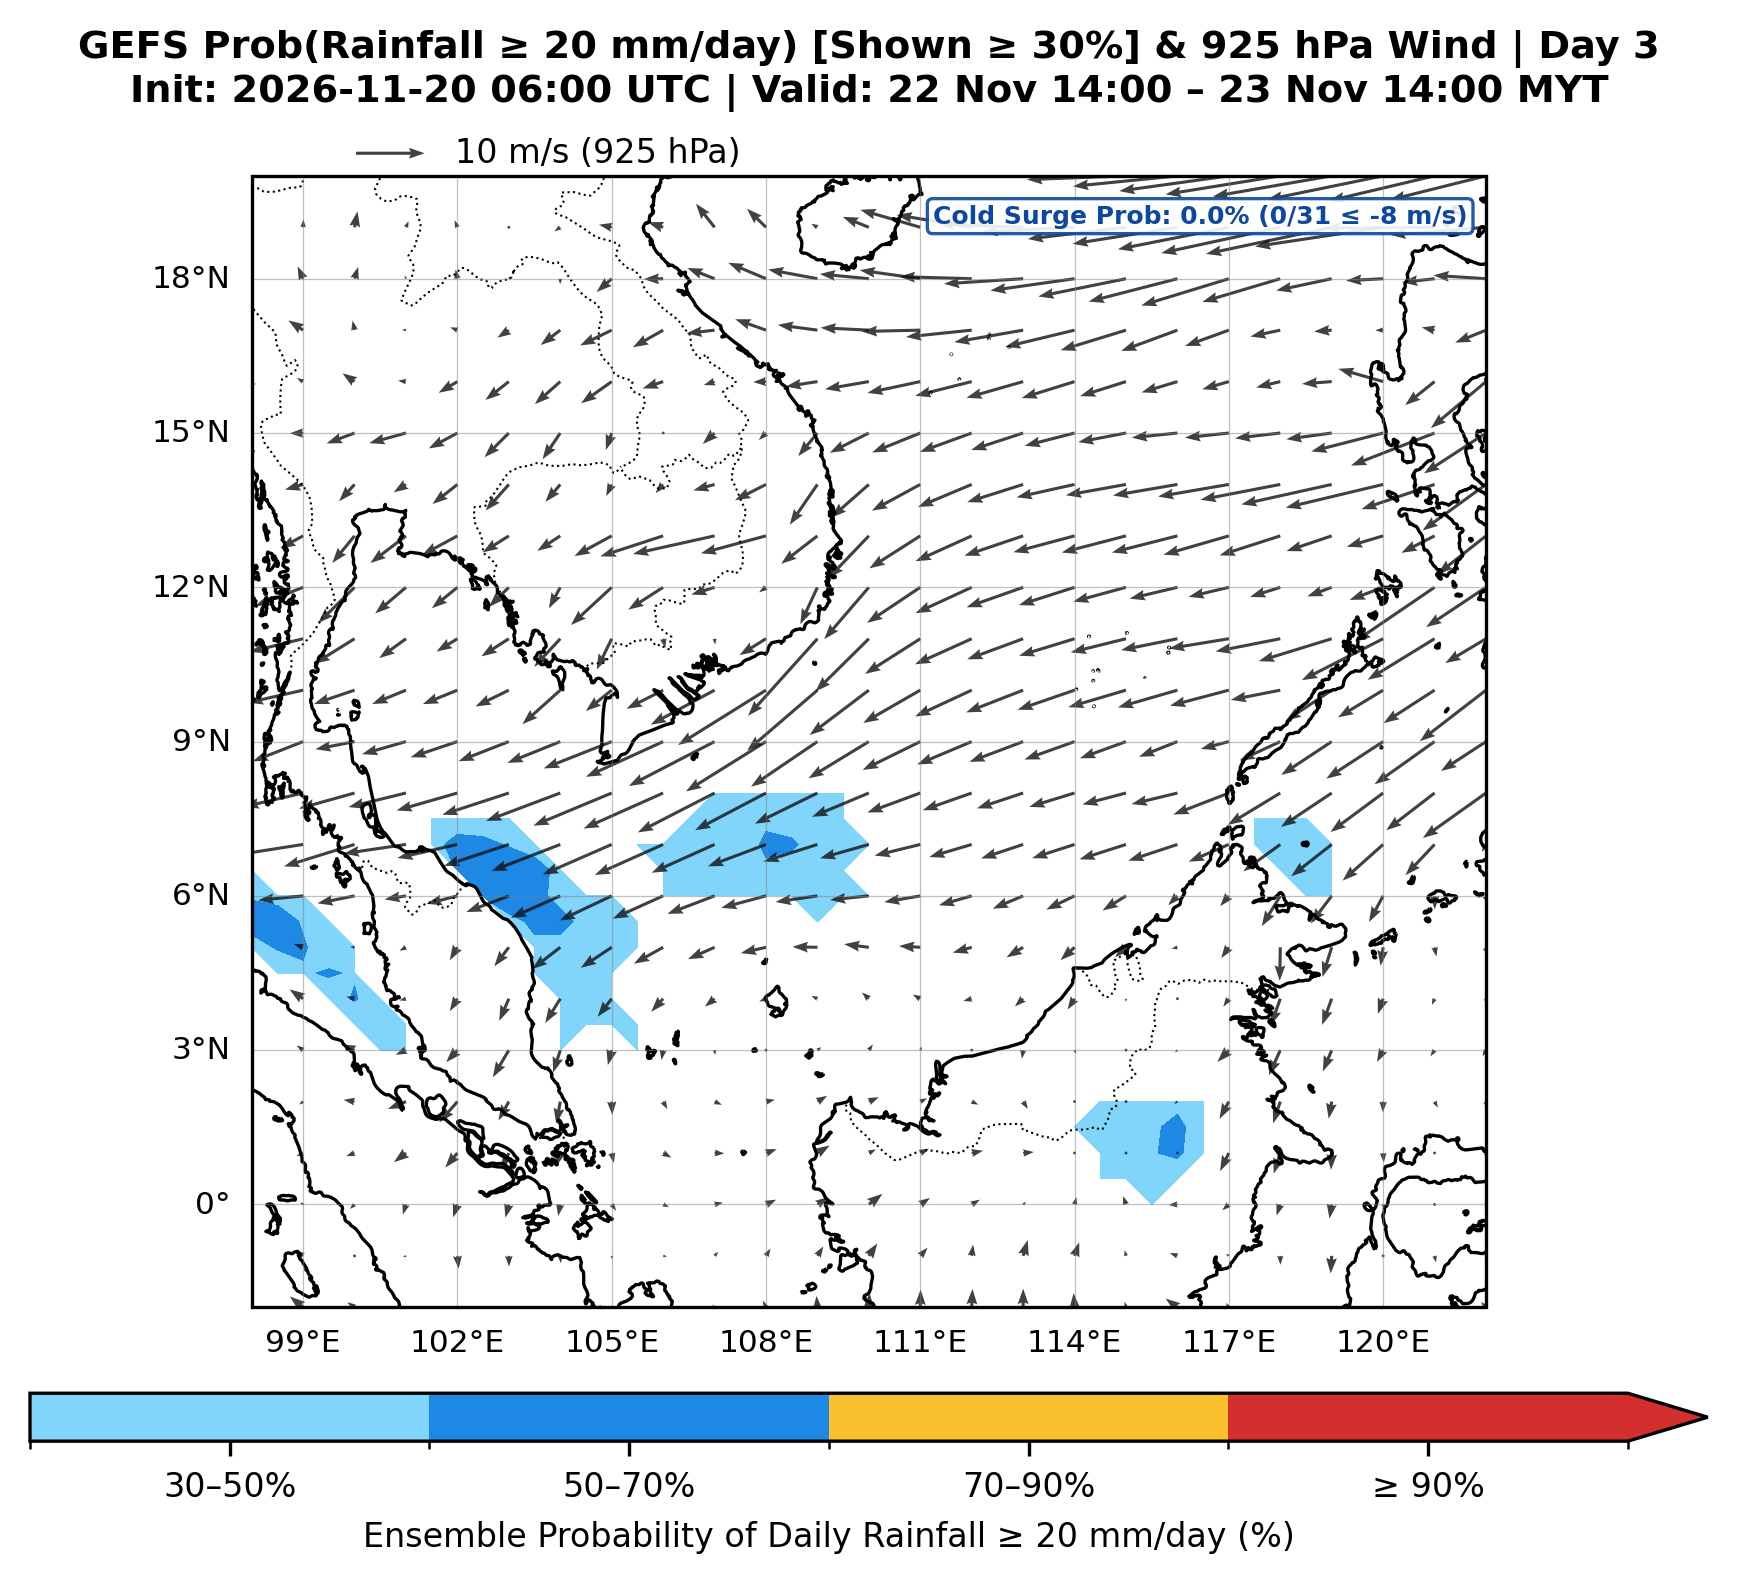 GEFS Prob(Rainfall ≥ 20 mm/day) [Shown ≥ 30%] & 925 hPa Wind | Day 3
Init: 2026-11-20 06:00 UTC | Valid: 22 Nov 14:00 – 23 Nov 14:00 MYT
10 m/s (925 hPa)
Cold Surge Prob: 0.0% (0/31 ≤ -8 m/s)
18°N
15°N
12°N
9°N
6°N
3°N
0°
99°E 102°E 105°E 108°E 111°E 114°E 117°E 120°E
30–50% 50–70% 70–90% ≥ 90%
Ensemble Probability of Daily Rainfall ≥ 20 mm/day (%)